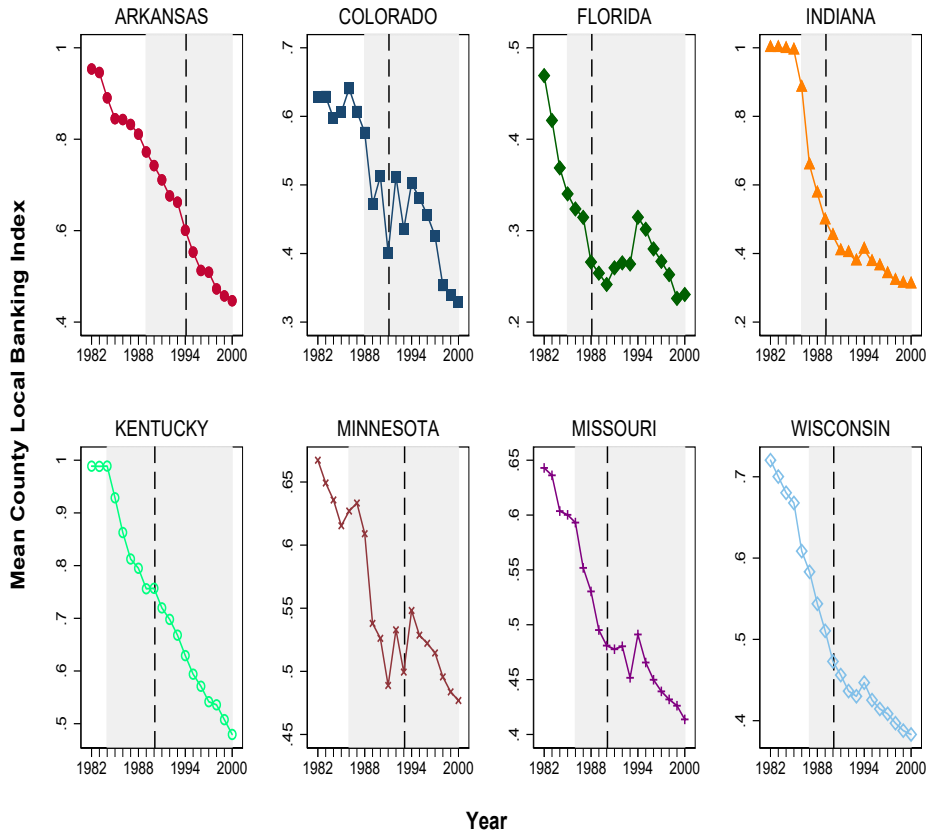 Mean County Local Banking Index
ARKANSAS
1
.8
.6
.4
1982 1988 1994 2000
COLORADO
.7
.6
.5
.4
.3
1982 1988 1994 2000
FLORIDA
.5
.4
.3
.2
1982 1988 1994 2000
INDIANA
1
.8
.6
.4
.2
1982 1988 1994 2000
KENTUCKY
1
.9
.8
.7
.6
.5
1982 1988 1994 2000
MINNESOTA
.65
.6
.55
.5
.45
1982 1988 1994 2000
MISSOURI
.65
.6
.55
.5
.45
.4
1982 1988 1994 2000
WISCONSIN
.7
.6
.5
.4
1982 1988 1994 2000
Year